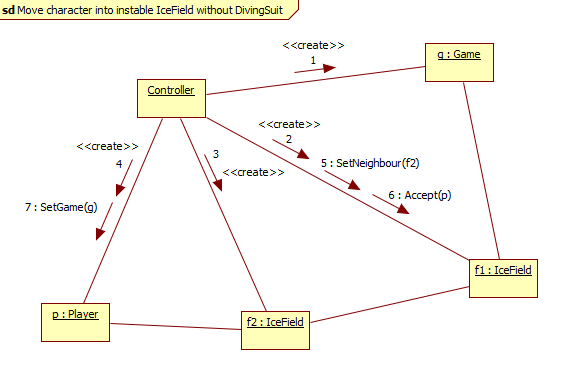 sd Move character into instable IceField without DivingSuit
<<create>>
1
g : Game
Controller
<<create>>
2
<<create>>
4
3
<<create>>
5 : SetNeighbour(f2)
6 : Accept(p)
7 : SetGame(g)
f1 : IceField
p : Player
f2 : IceField